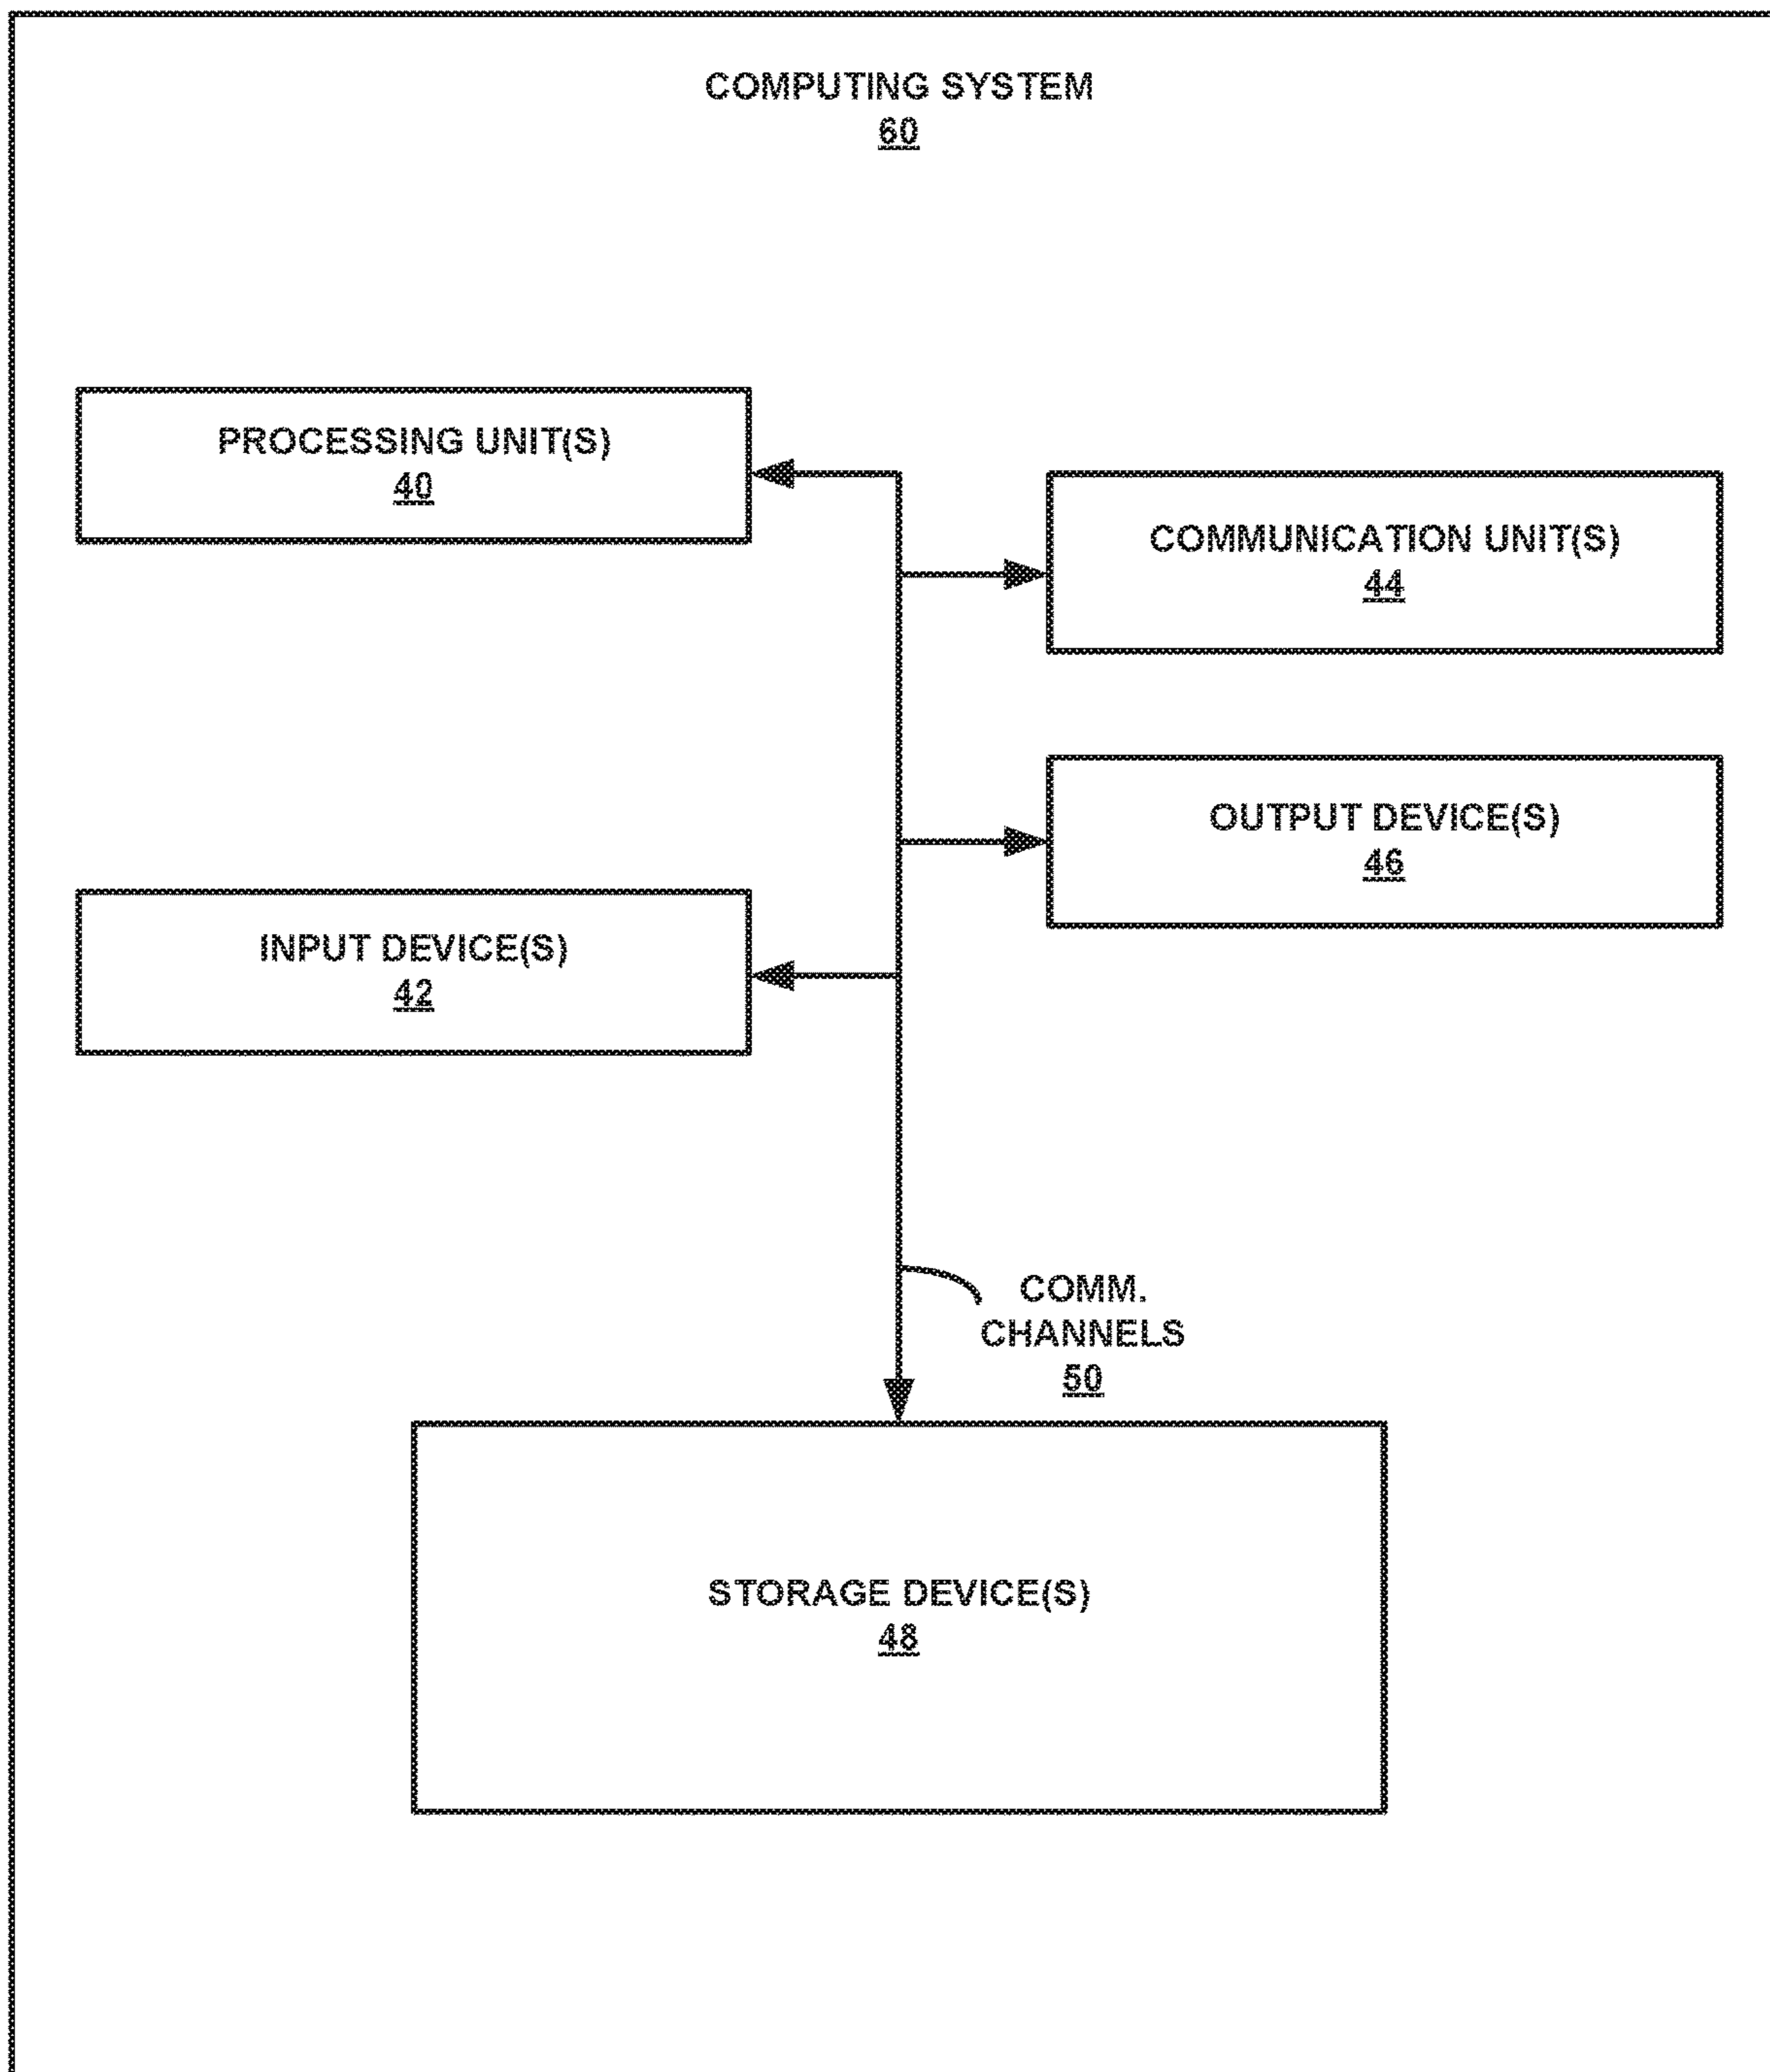 COMPUTING SYSTEM
60
PROCESSING UNIT(S)
40
COMMUNICATION UNIT(S)
44
OUTPUT DEVICE(S)
46
INPUT DEVICE(S)
42
COMM.
CHANNELS
50
STORAGE DEVICE(S)
48